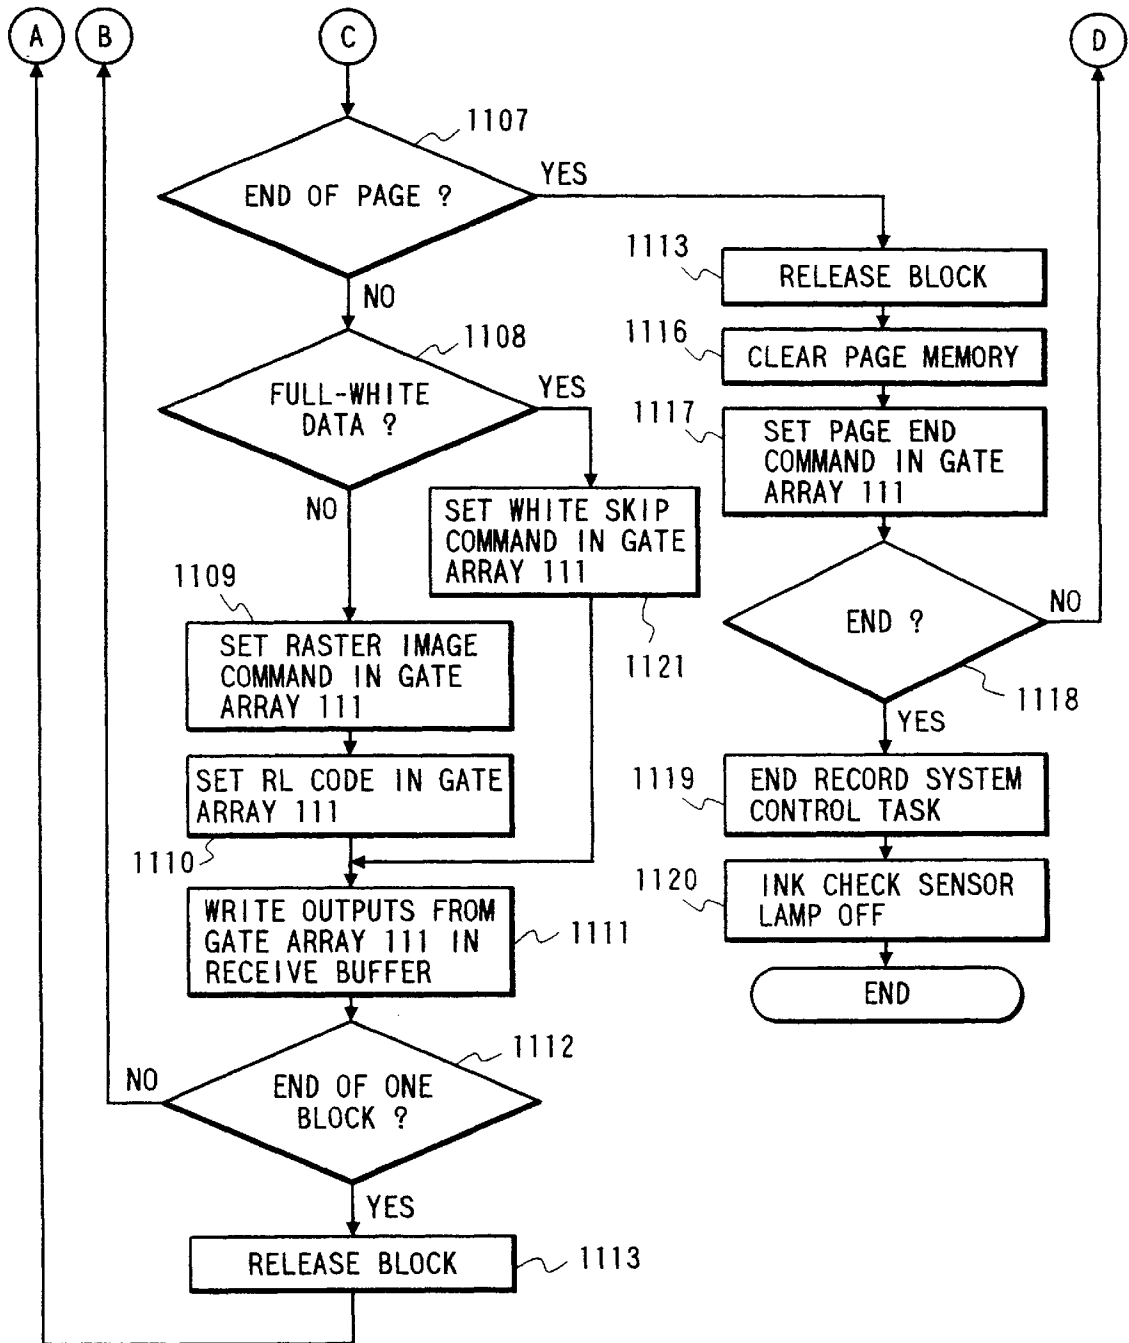 A
B
C
D
1107
END OF PAGE ?
YES
NO
1113
RELEASE BLOCK
1116
CLEAR PAGE MEMORY
1117
SET PAGE END
COMMAND IN GATE
ARRAY 111
END ?
NO
1118
YES
1119
END RECORD SYSTEM
CONTROL TASK
1120
INK CHECK SENSOR
LAMP OFF
END
1108
FULL-WHITE
DATA ?
YES
NO
SET WHITE SKIP
COMMAND IN GATE
ARRAY 111
1121
1109
SET RASTER IMAGE
COMMAND IN GATE
ARRAY 111
SET RL CODE IN GATE
ARRAY 111
1110
WRITE OUTPUTS FROM
GATE ARRAY 111 IN
RECEIVE BUFFER
1111
1112
END OF ONE
BLOCK ?
NO
YES
RELEASE BLOCK
1113